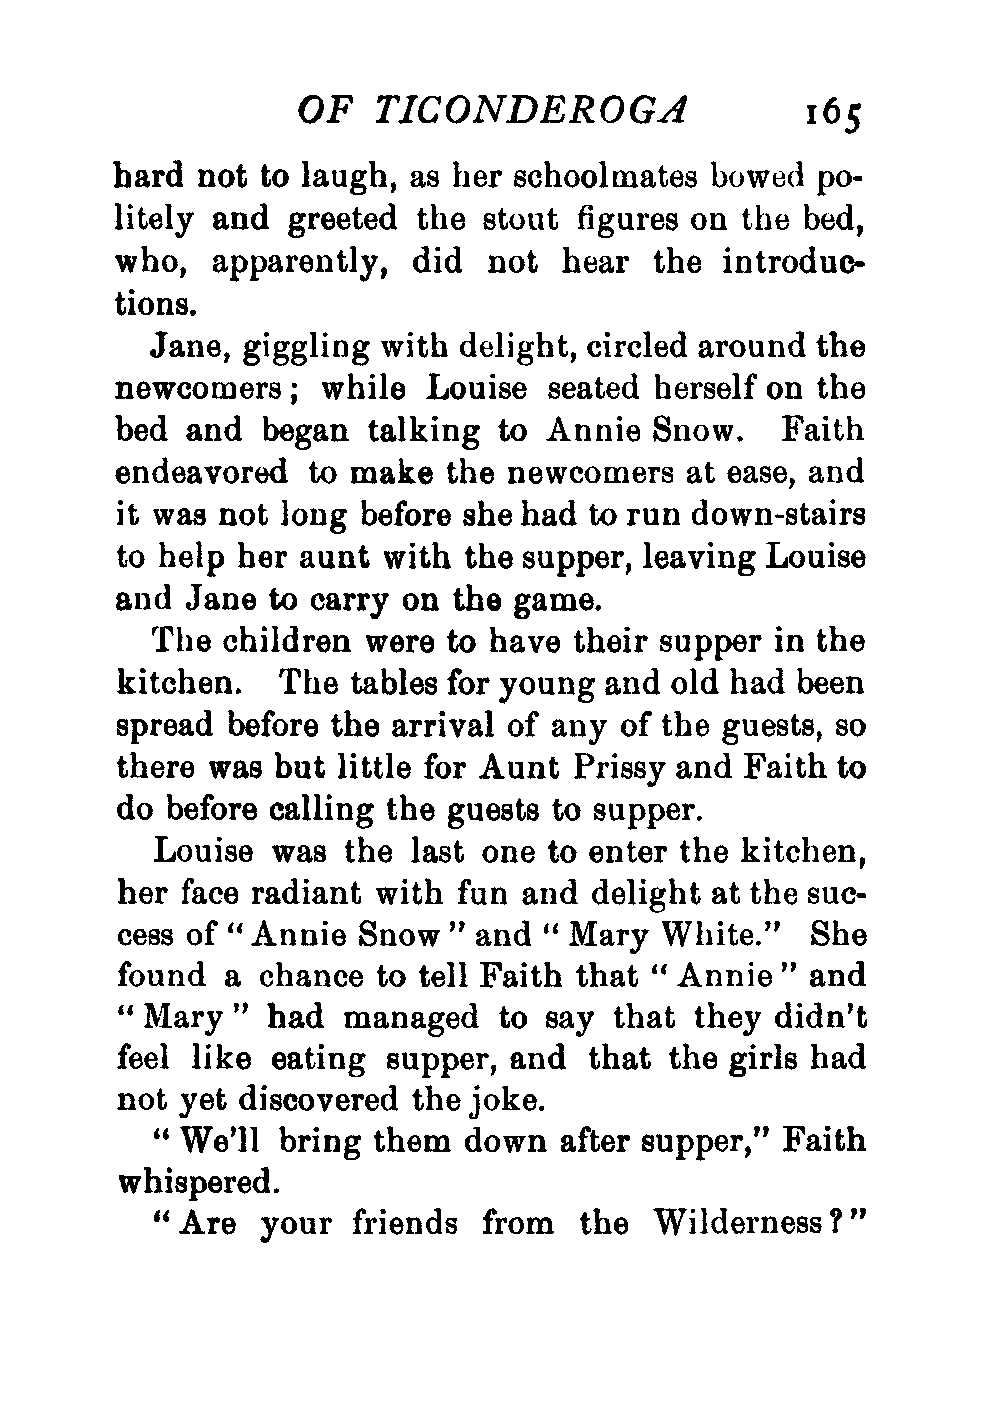 OF TICONDEROGA 165
hard not to laugh, as her schoolmates bowed po-
litely and greeted the stout figures on the bed,
who, apparently, did not hear the introduc-
tions.
Jane, giggling with delight, circled around the
newcomers; while Louise seated herself on the
bed and began talking to Annie Snow. Faith
endeavored to make the newcomers at ease, and
it was not long before she had to run down-stairs
to help her aunt with the supper, leaving Louise
and Jane to carry on the game.
The children were to have their supper in the
kitchen. The tables for young and old had been
spread before the arrival of any of the guests, so
there was but little for Aunt Prissy and Faith to
do before calling the guests to supper.
Louise was the last one to enter the kitchen,
her face radiant with fun and delight at the suc-
cess of "Annie Snow" and "Mary White." She
found a chance to tell Faith that "Annie" and
"Mary" had managed to say that they didn't
feel like eating supper, and that the girls had
not yet discovered the joke.
"We'll bring them down after supper," Faith
whispered.
"Are your friends from the Wilderness?"